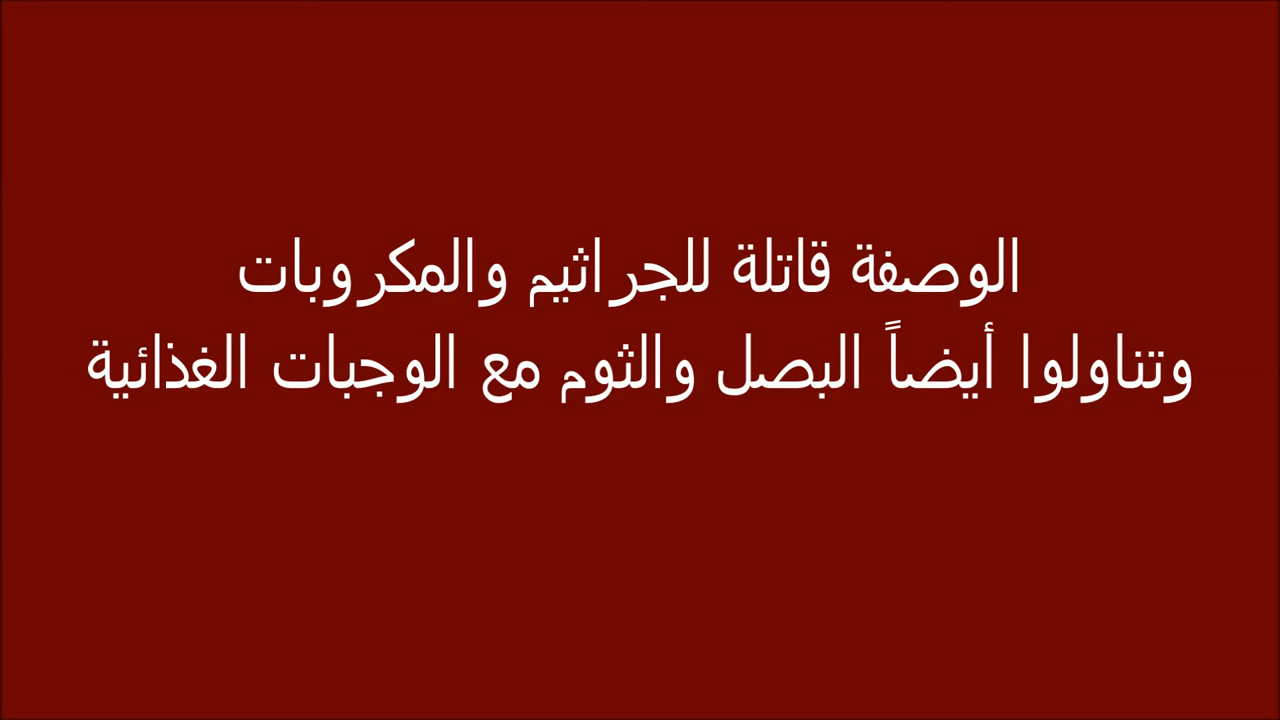 الوصفة قاتلة للجراثيم والمكروبات
وتناولوا أيضاً البصل والثوم مع الوجبات الغذائية